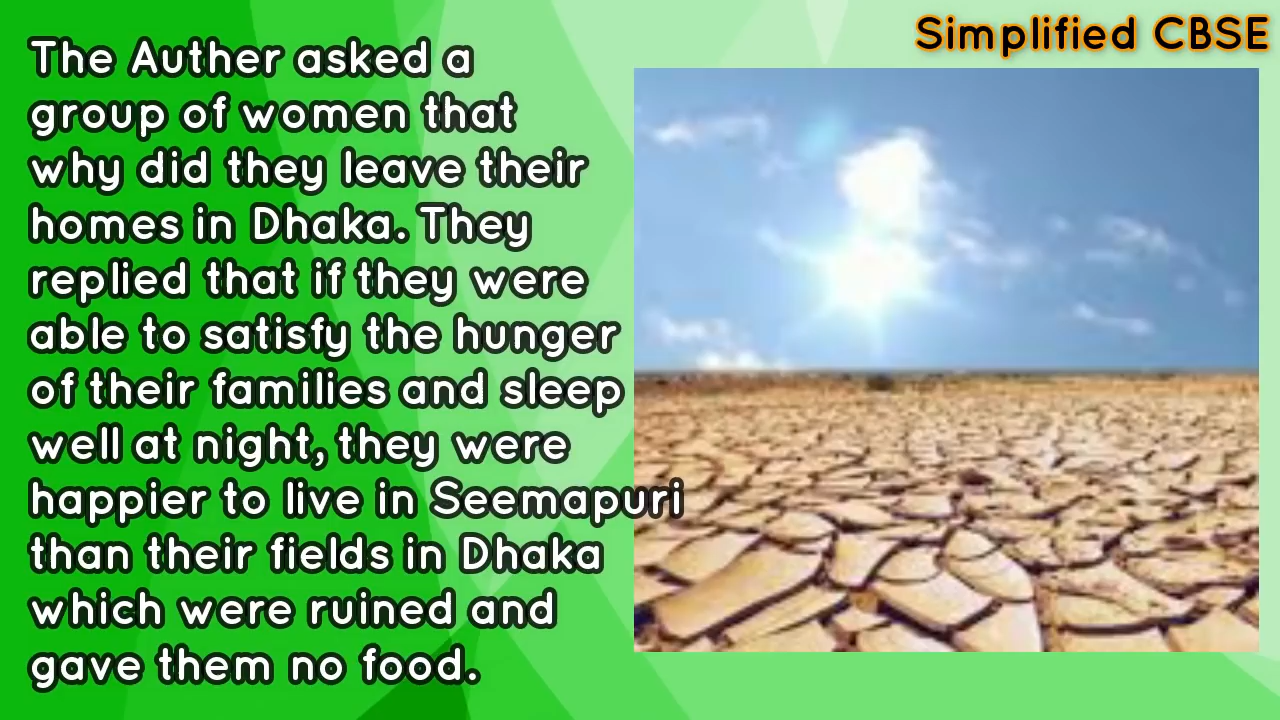 Simplified CBSE
The Auther asked a
group of women that
why did they leave their
homes in Dhaka. They
replied that if they were
able to satisfy the hunger
of their families and sleep
well at night, they were
happier to live in Seemapuri
than their fields in Dhaka
which were ruined and
gave them no food.